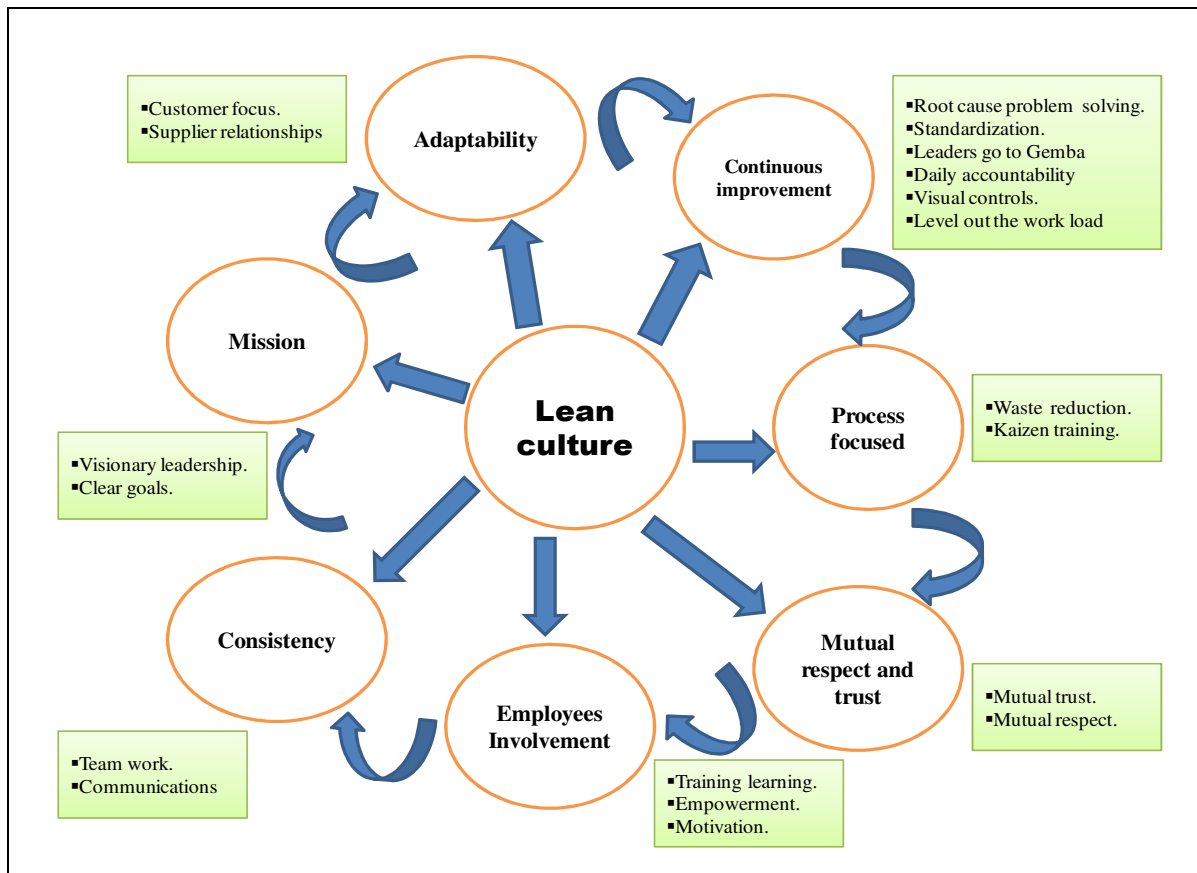 ▪Customer focus.
▪Supplier relationships
Adaptability
Continuous
improvement
▪Root cause problem solving.
▪Standardization.
▪Leaders go to Gemba
▪Daily accountability
▪Visual controls.
▪Level out the work load
Mission
Lean
culture
Process
focused
▪Waste reduction.
▪Kaizen training.
▪Visionary leadership.
▪Clear goals.
Consistency
Employees
Involvement
Mutual
respect and
trust
▪Mutual trust.
▪Mutual respect.
▪Team work.
▪Communications
▪Training learning.
▪Empowerment.
▪Motivation.